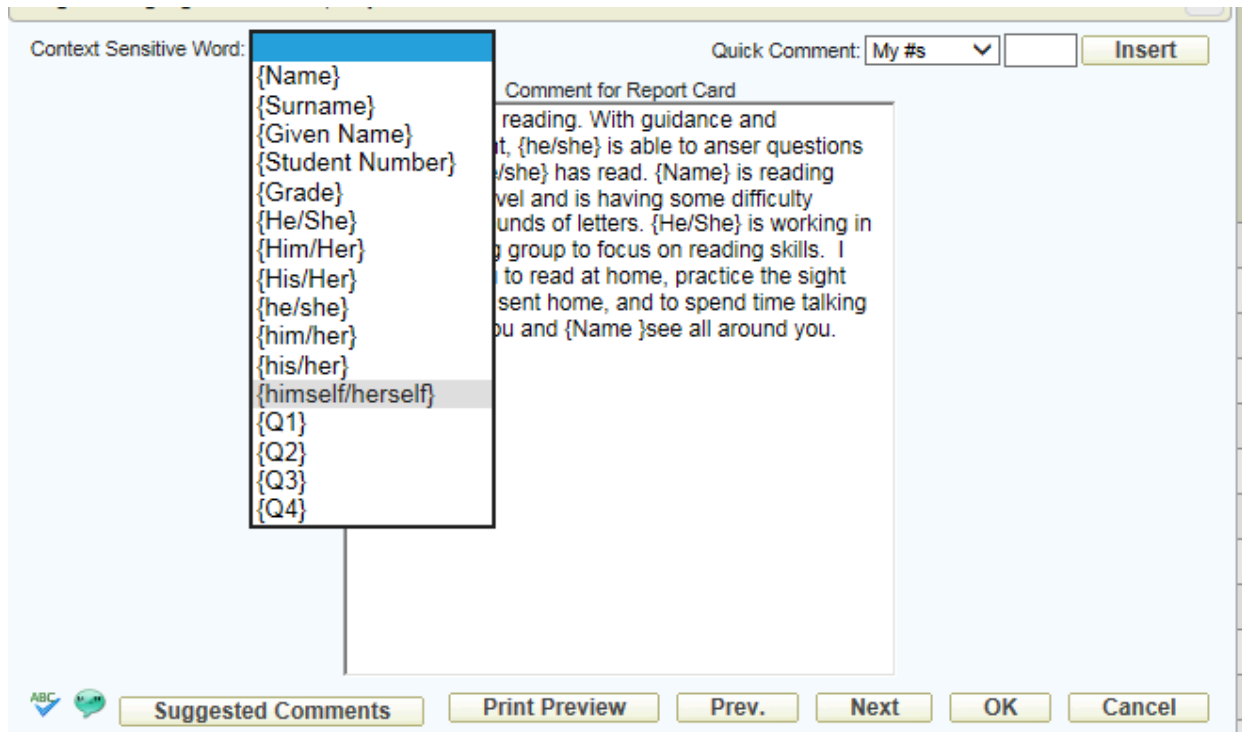 Context Sensitive Word:
Quick Comment: My #s Insert
{Name}
{Surname}
{Given Name}
{Student Number}
{Grade}
{He/She}
{Him/Her}
{His/Her}
{he/she}
{him/her}
{his/her}
{himself/herself}
{Q1}
{Q2}
{Q3}
{Q4}
Comment for Report Card
reading. With guidance and
{he/she} is able to anser questions
/she} has read. {Name} is reading
and is having some difficulty
of letters. {He/She} is working in
group to focus on reading skills. I
to read at home, practice the sight
sent home, and to spend time talking
and {Name }see all around you.
ABC
Suggested Comments Print Preview Prev. Next OK Cancel